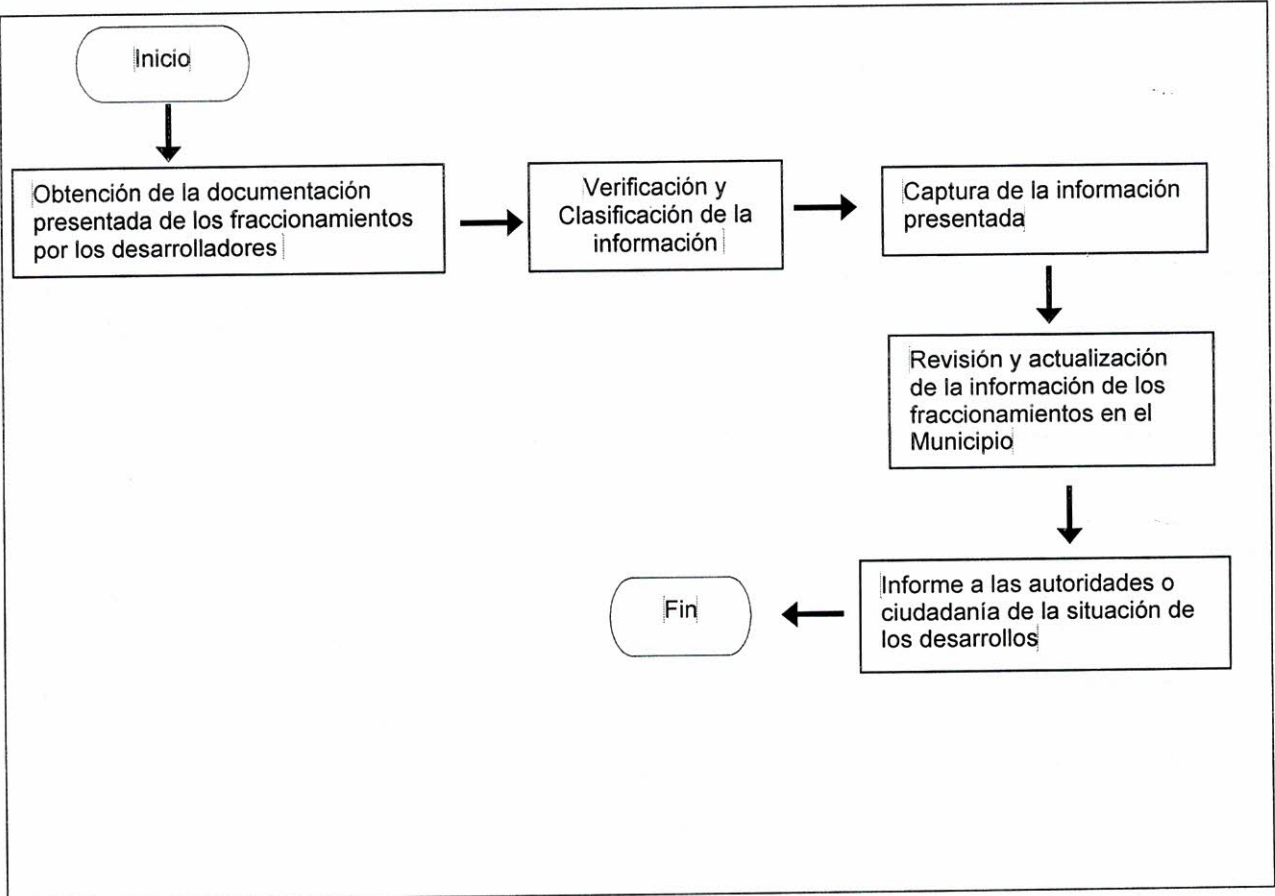 Inicio
Obtención de la documentación
presentada de los fraccionamientos
por los desarrolladores
Verificación y
Clasificación de la
información
Captura de la información
presentada
Revisión y actualización
de la información de los
fraccionamientos en el
Municipio
Informe a las autoridades o
ciudadanía de la situación de
los desarrollos
Fin